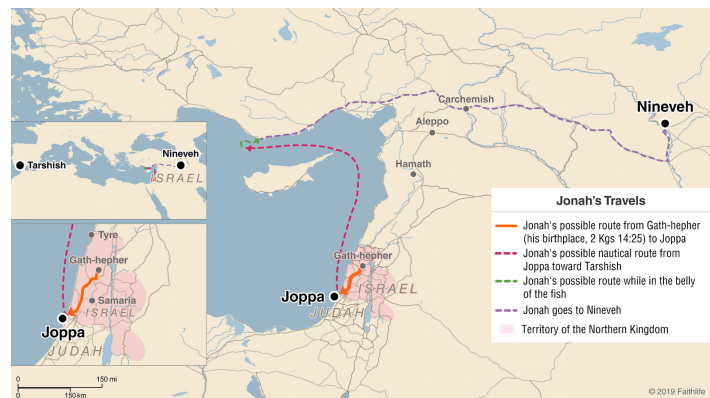 Carchemish
Nineveh
Aleppo
Hamath
Nineveh
Tarshish
ISRAEL
Jonah's Travels
Jonah's possible route from Gath-hepher
(his birthplace, 2 Kgs 14:25) to Joppa
Jonah's possible nautical route from
Joppa toward Tarshish
Jonah's possible route while in the belly
of the fish
Jonah goes to Nineveh
Territory of the Northern Kingdom
Tyre
Gath-hepher
Samaria
ISRAEL
Joppa
JUDAH
Gath-hepher
ISRAEL
Joppa
JUDAH
0 150 mi
0 150 km
© 2019 Faithlife